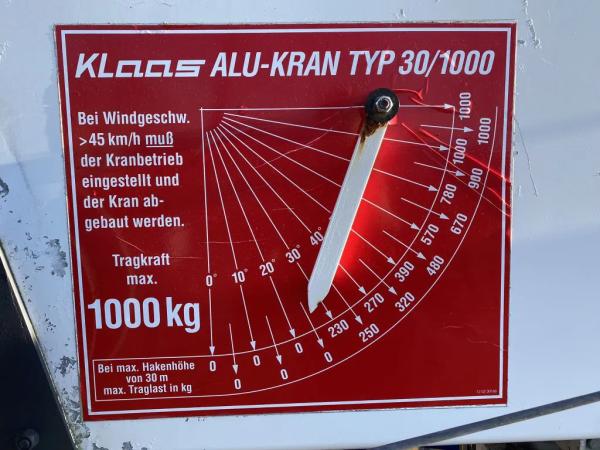 Klaas ALU-KRAN TYP 30/1000
Bei Windgeschw.
>45 km/h muß
der Kranbetrieb
eingestellt und
der Kran ab-
gebaut werden.
Tragkraft
max.
1000 kg
0° 10° 20° 30° 40°
0 0 0 0 230 270 390 570 780 1000 1000
0 0 0 250 320 480 670 900 1000
Bei max. Hakenhöhe
von 30 m
max. Traglast in kg